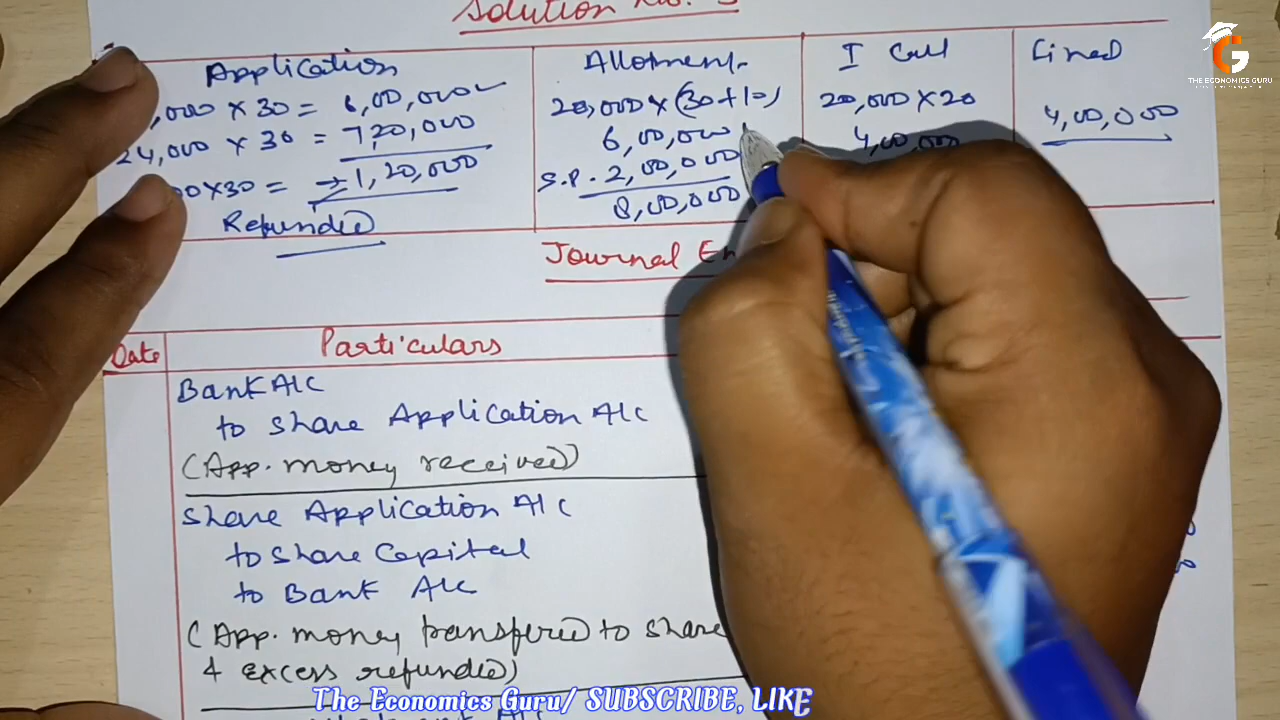 Solution No. 3
Application
,000 x 30 = 6,00,000
24,000 x 30 = 7,20,000
00x30 = → 1,20,000
Refunded
Allotment
20,000 x (30+10)
6,00,000
S.P. 2,00,000
8,00,000
I Call
20,000 x 20
4,00,000
Final
4,00,000
THE ECONOMICS GURU
Journal En
Date
Particulars
Bank A/c
to Share Application A/c
(App. money received)
Share Application A/c
to Share Capital
to Bank A/c
(App. money transfered to share
& excess refunded)
The Economics Guru/ SUBSCRIBE, LIKE